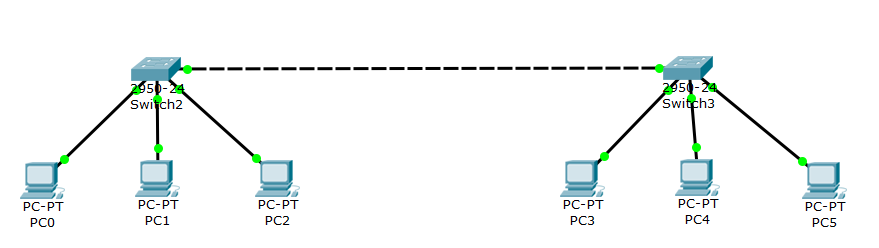 2950-24
Switch2
2950-24
Switch3
PC-PT
PC0
PC-PT
PC1
PC-PT
PC2
PC-PT
PC3
PC-PT
PC4
PC-PT
PC5